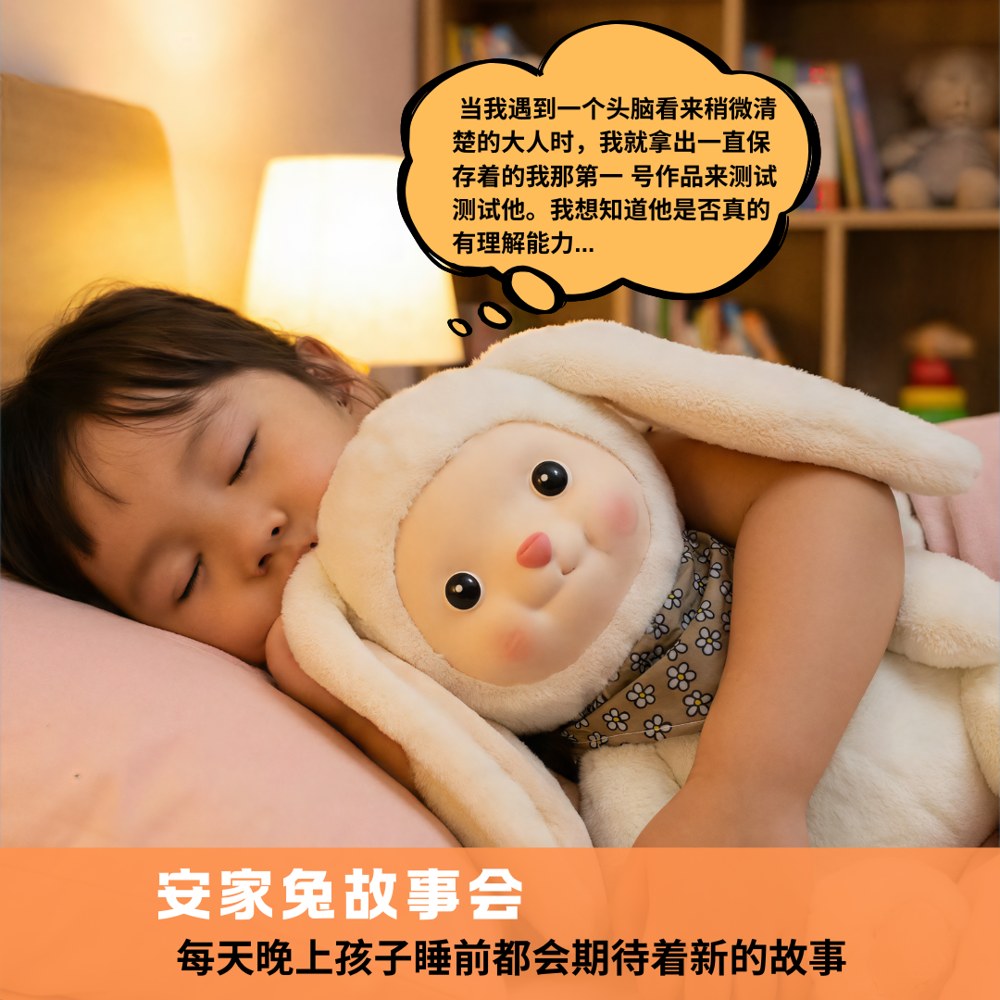 当我遇到一个头脑看来稍微清
楚的大人时，我就拿出一直保
存着的我那第一 号作品来测试
测试他。我想知道他是否真的
有理解能力...
安家兔故事会
每天晚上孩子睡前都会期待着新的故事